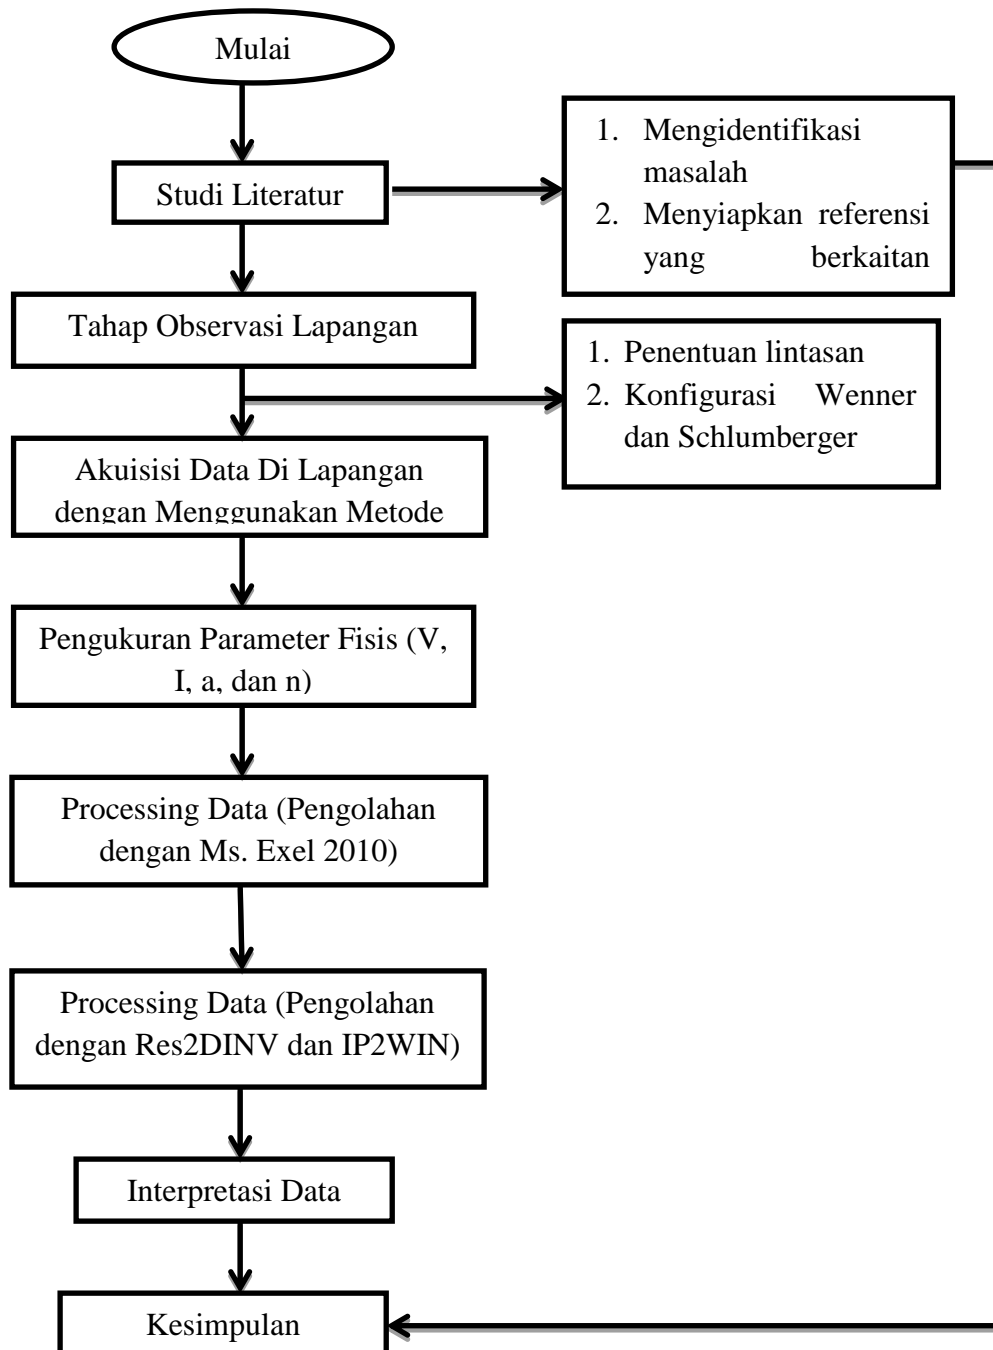 Mulai
Studi Literatur
1. Mengidentifikasi
masalah
2. Menyiapkan referensi
yang berkaitan
Tahap Observasi Lapangan
1. Penentuan lintasan
2. Konfigurasi Wenner
dan Schlumberger
Akuisisi Data Di Lapangan
dengan Menggunakan Metode
Pengukuran Parameter Fisis (V,
I, a, dan n)
Processing Data (Pengolahan
dengan Ms. Exel 2010)
Processing Data (Pengolahan
dengan Res2DINV dan IP2WIN)
Interpretasi Data
Kesimpulan